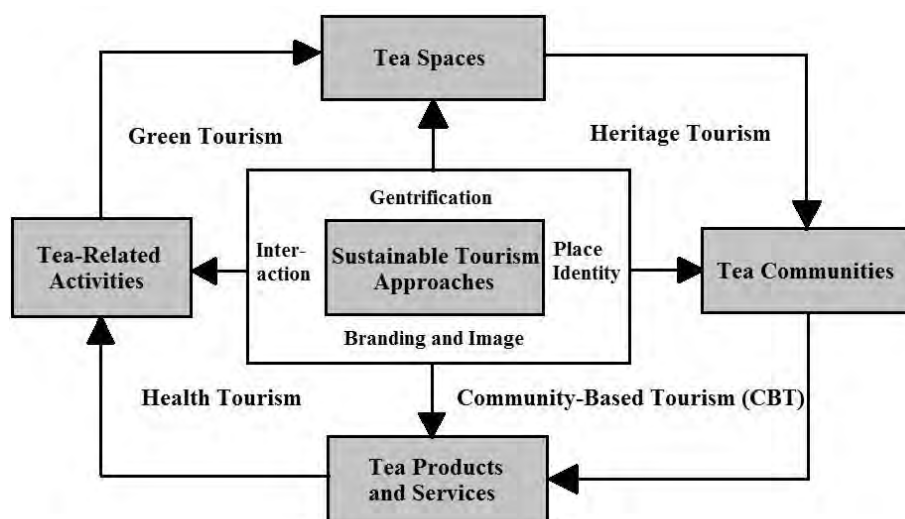 Tea Spaces
Green Tourism
Heritage Tourism
Gentrification
Tea-Related
Activities
Inter-
action
Sustainable Tourism
Approaches
Place
Identity
Tea Communities
Branding and Image
Health Tourism
Community-Based Tourism (CBT)
Tea Products
and Services